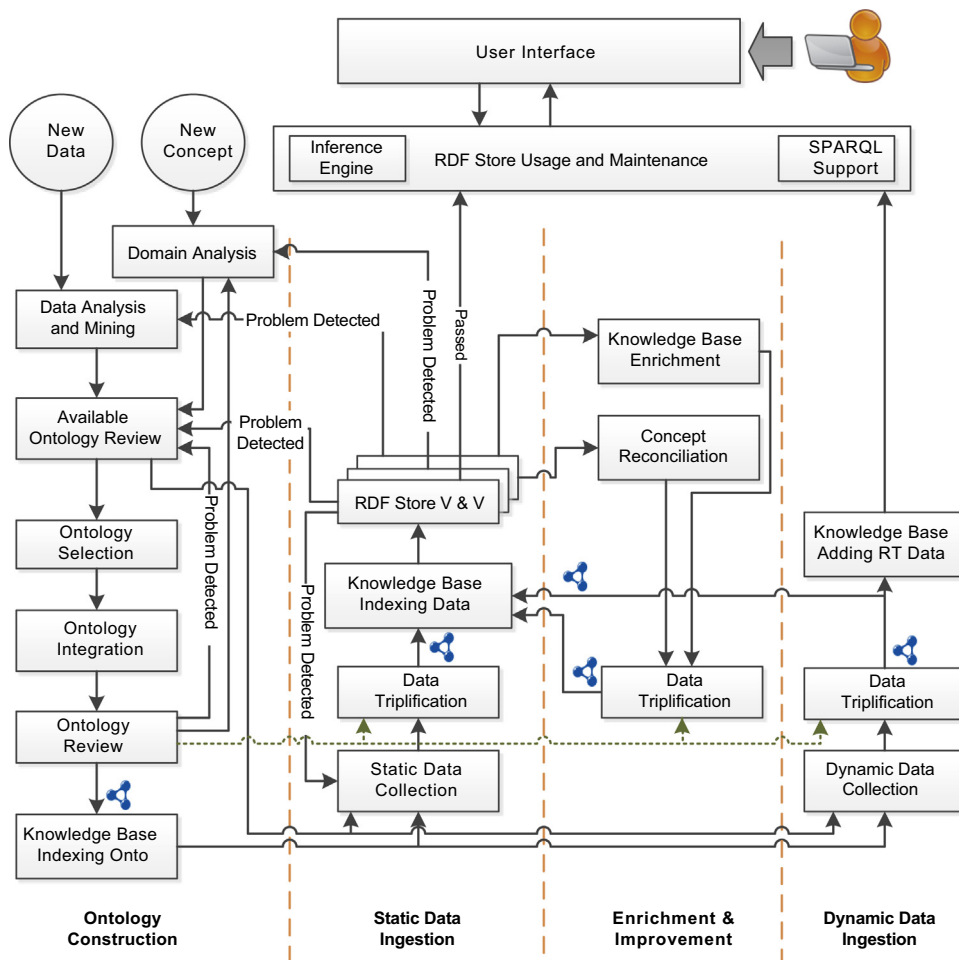 User Interface
New
Data
New
Concept
Inference
Engine
RDF Store Usage and Maintenance
SPARQL
Support
Domain Analysis
Data Analysis
and Mining
Problem Detected
Problem Detected
Passed
Knowledge Base
Enrichment
Available
Ontology Review
Problem
Detected
Concept
Reconciliation
RDF Store V & V
Ontology
Selection
Problem Detected
Problem Detected
Knowledge Base
Indexing Data
Knowledge Base
Adding RT Data
Ontology
Integration
Data
Triplification
Data
Triplification
Data
Triplification
Ontology
Review
Static Data
Collection
Dynamic Data
Collection
Knowledge Base
Indexing Onto
Ontology
Construction
Static Data
Ingestion
Enrichment &
Improvement
Dynamic Data
Ingestion